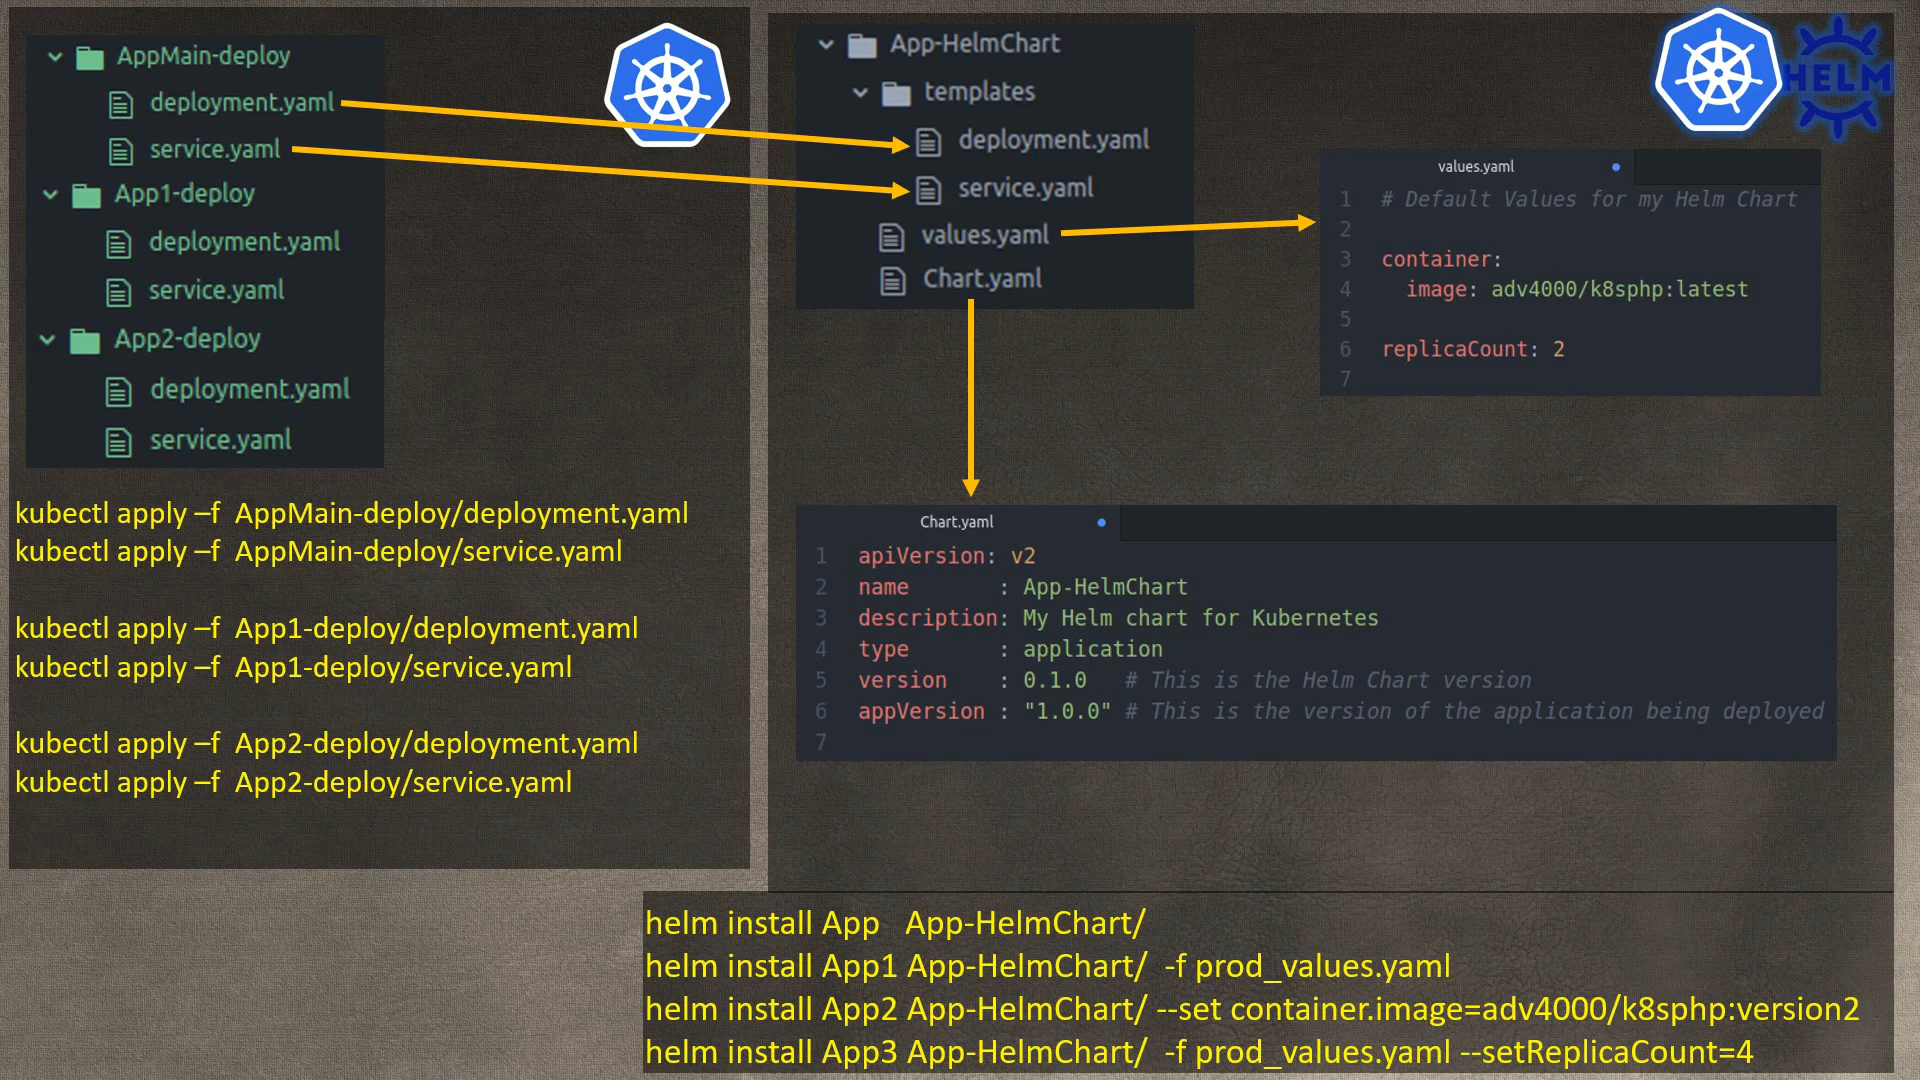 AppMain-deploy
deployment.yaml
service.yaml
App1-deploy
deployment.yaml
service.yaml
App2-deploy
deployment.yaml
service.yaml
kubectl apply –f  AppMain-deploy/deployment.yaml
kubectl apply –f  AppMain-deploy/service.yaml
kubectl apply –f  App1-deploy/deployment.yaml
kubectl apply –f  App1-deploy/service.yaml
kubectl apply –f  App2-deploy/deployment.yaml
kubectl apply –f  App2-deploy/service.yaml
App-HelmChart
templates
deployment.yaml
service.yaml
values.yaml
Chart.yaml
HELM
values.yaml
1 # Default Values for my Helm Chart
2
3 container:
4   image: adv4000/k8sphp:latest
5
6 replicaCount: 2
7
Chart.yaml
1 apiVersion: v2
2 name       : App-HelmChart
3 description: My Helm chart for Kubernetes
4 type       : application
5 version    : 0.1.0   # This is the Helm Chart version
6 appVersion : "1.0.0" # This is the version of the application being deployed
7
helm install App   App-HelmChart/
helm install App1 App-HelmChart/  -f prod_values.yaml
helm install App2 App-HelmChart/ --set container.image=adv4000/k8sphp:version2
helm install App3 App-HelmChart/  -f prod_values.yaml --setReplicaCount=4